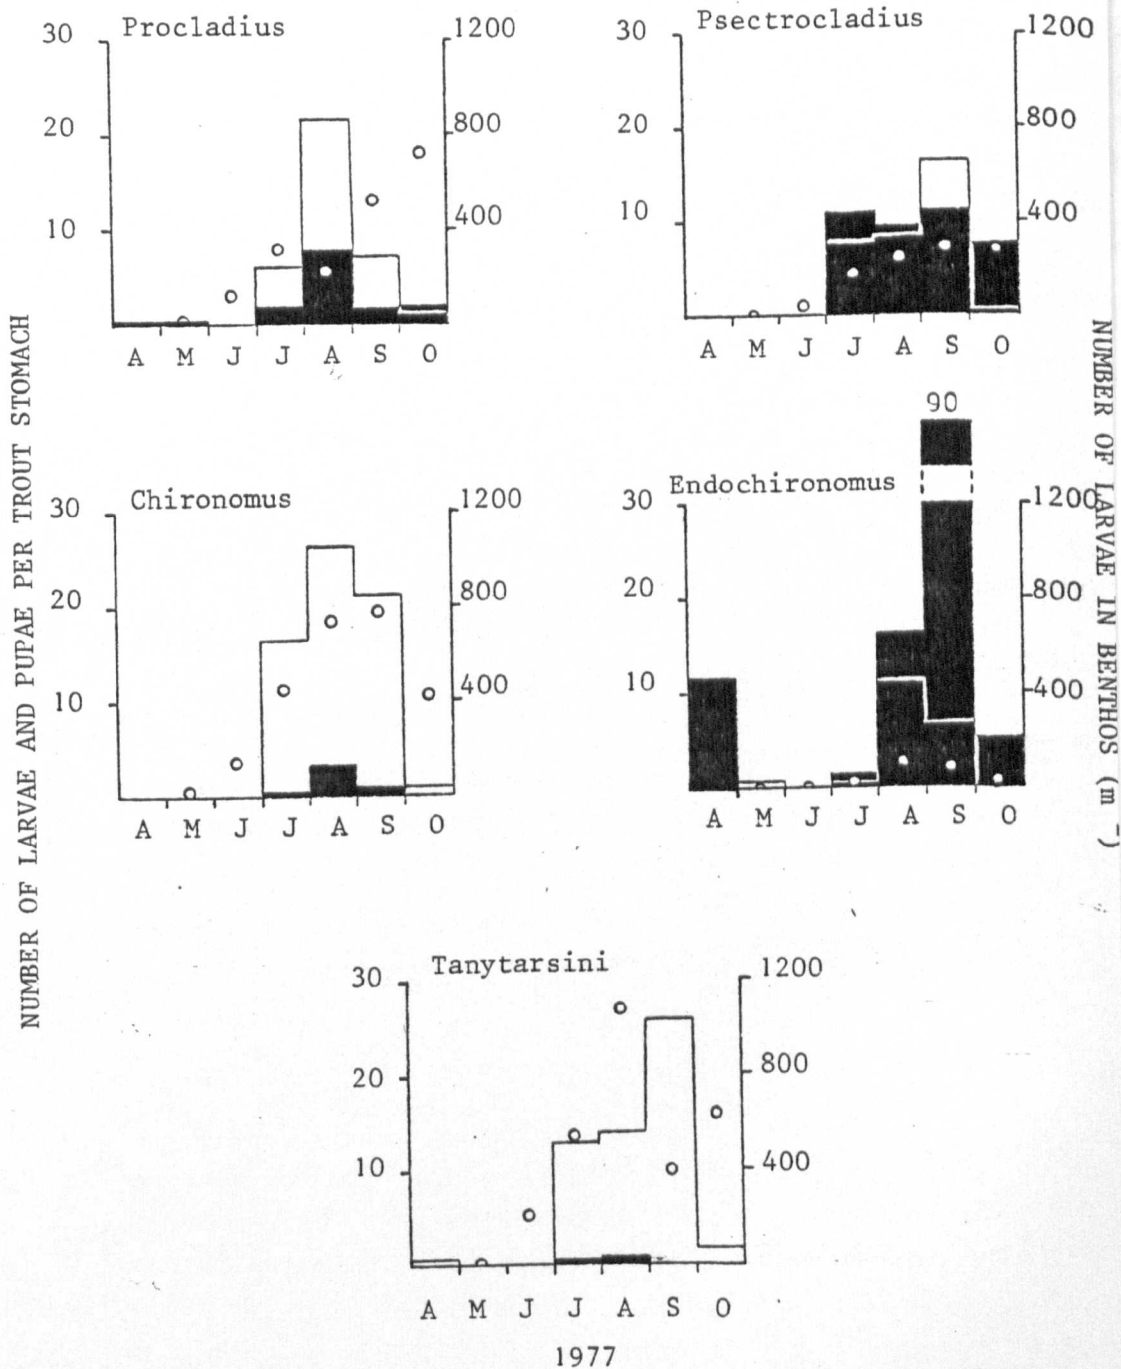 NUMBER OF LARVAE AND PUPAE PER TROUT STOMACH
NUMBER OF LARVAE IN BENTHOS (m⁻)
Procladius
30
20
10
1200
800
400
A M J J A S O
Psectrocladius
30
20
10
1200
800
400
A M J J A S O
Chironomus
30
20
10
1200
800
400
A M J J A S O
Endochironomus
90
30
20
10
1200
800
400
A M J J A S O
Tanytarsini
30
20
10
1200
800
400
A M J J A S O
1977